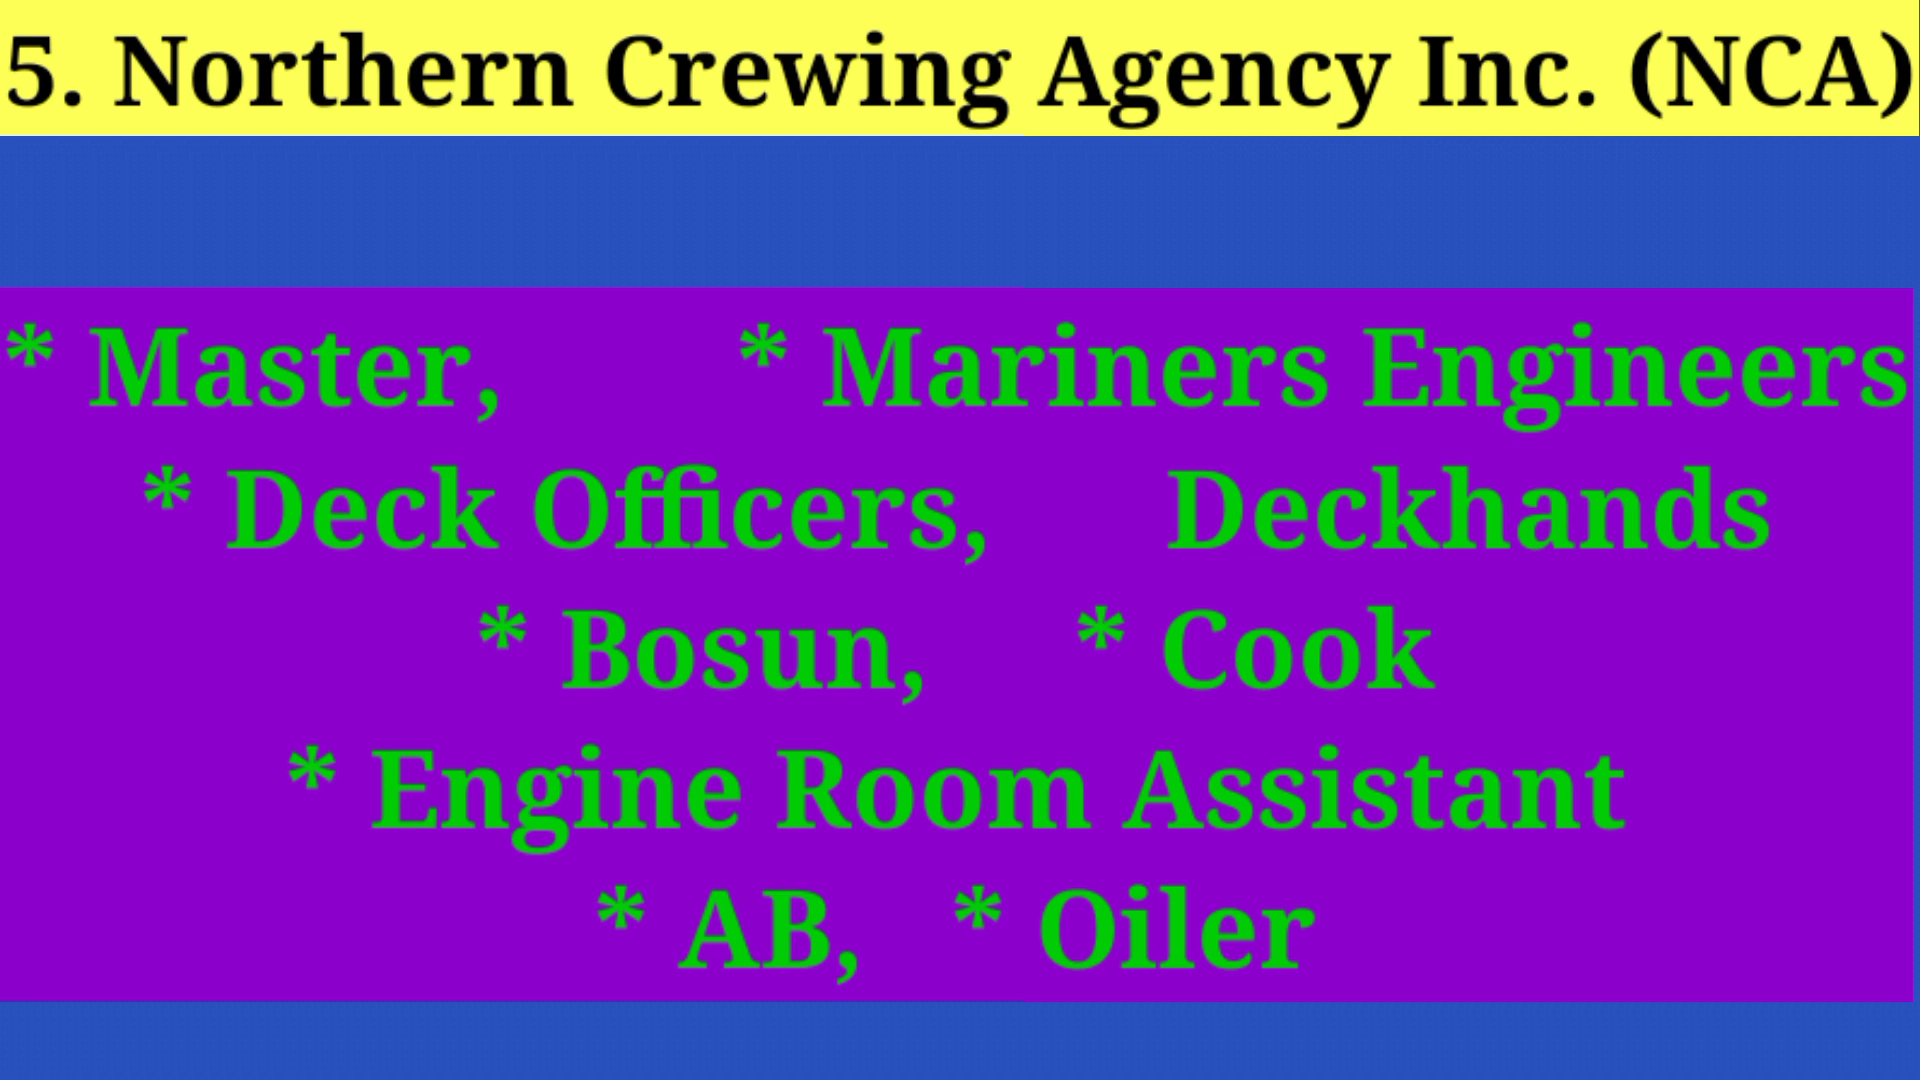 5. Northern Crewing Agency Inc. (NCA)
* Master, * Mariners Engineers
* Deck Officers, Deckhands
* Bosun, * Cook
* Engine Room Assistant
* AB, * Oiler